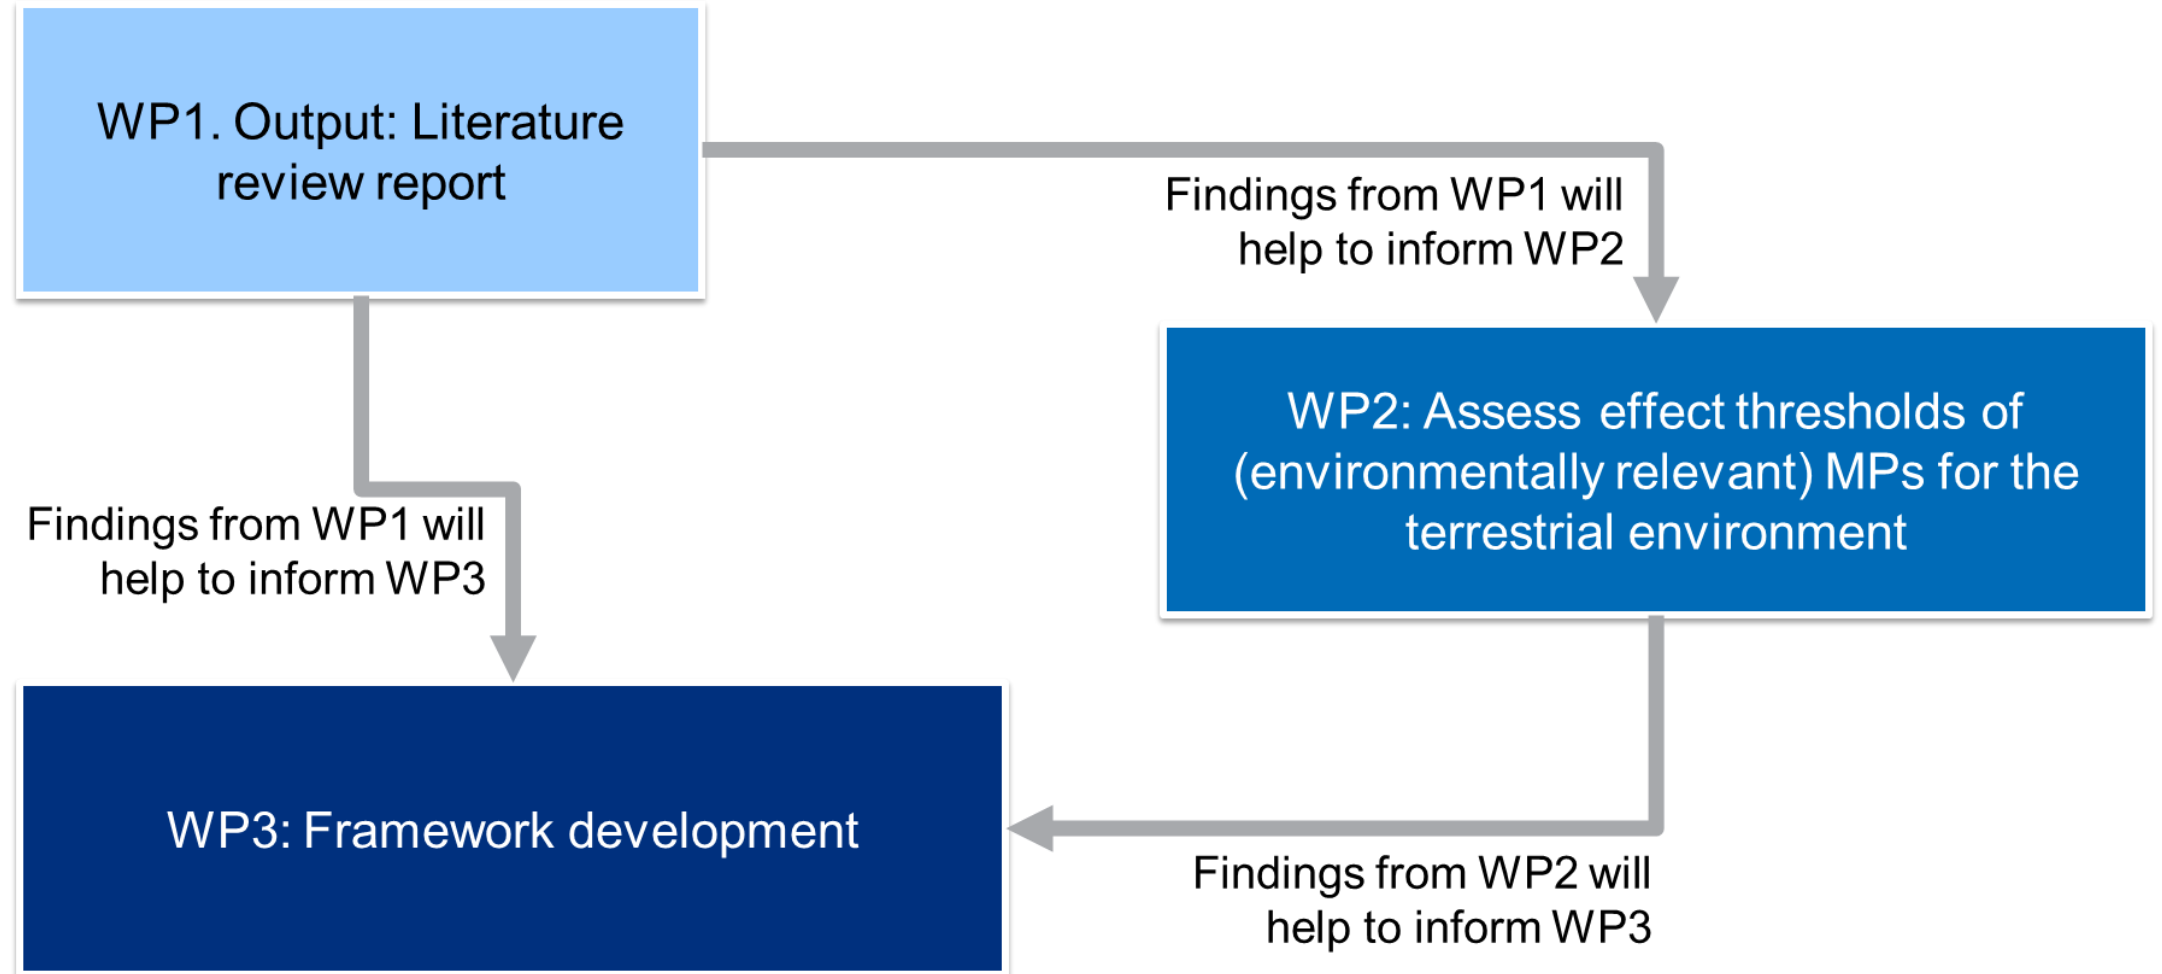 WP1. Output: Literature
review report
Findings from WP1 will
help to inform WP2
WP2: Assess effect thresholds of
(environmentally relevant) MPs for the
terrestrial environment
Findings from WP1 will
help to inform WP3
WP3: Framework development
Findings from WP2 will
help to inform WP3